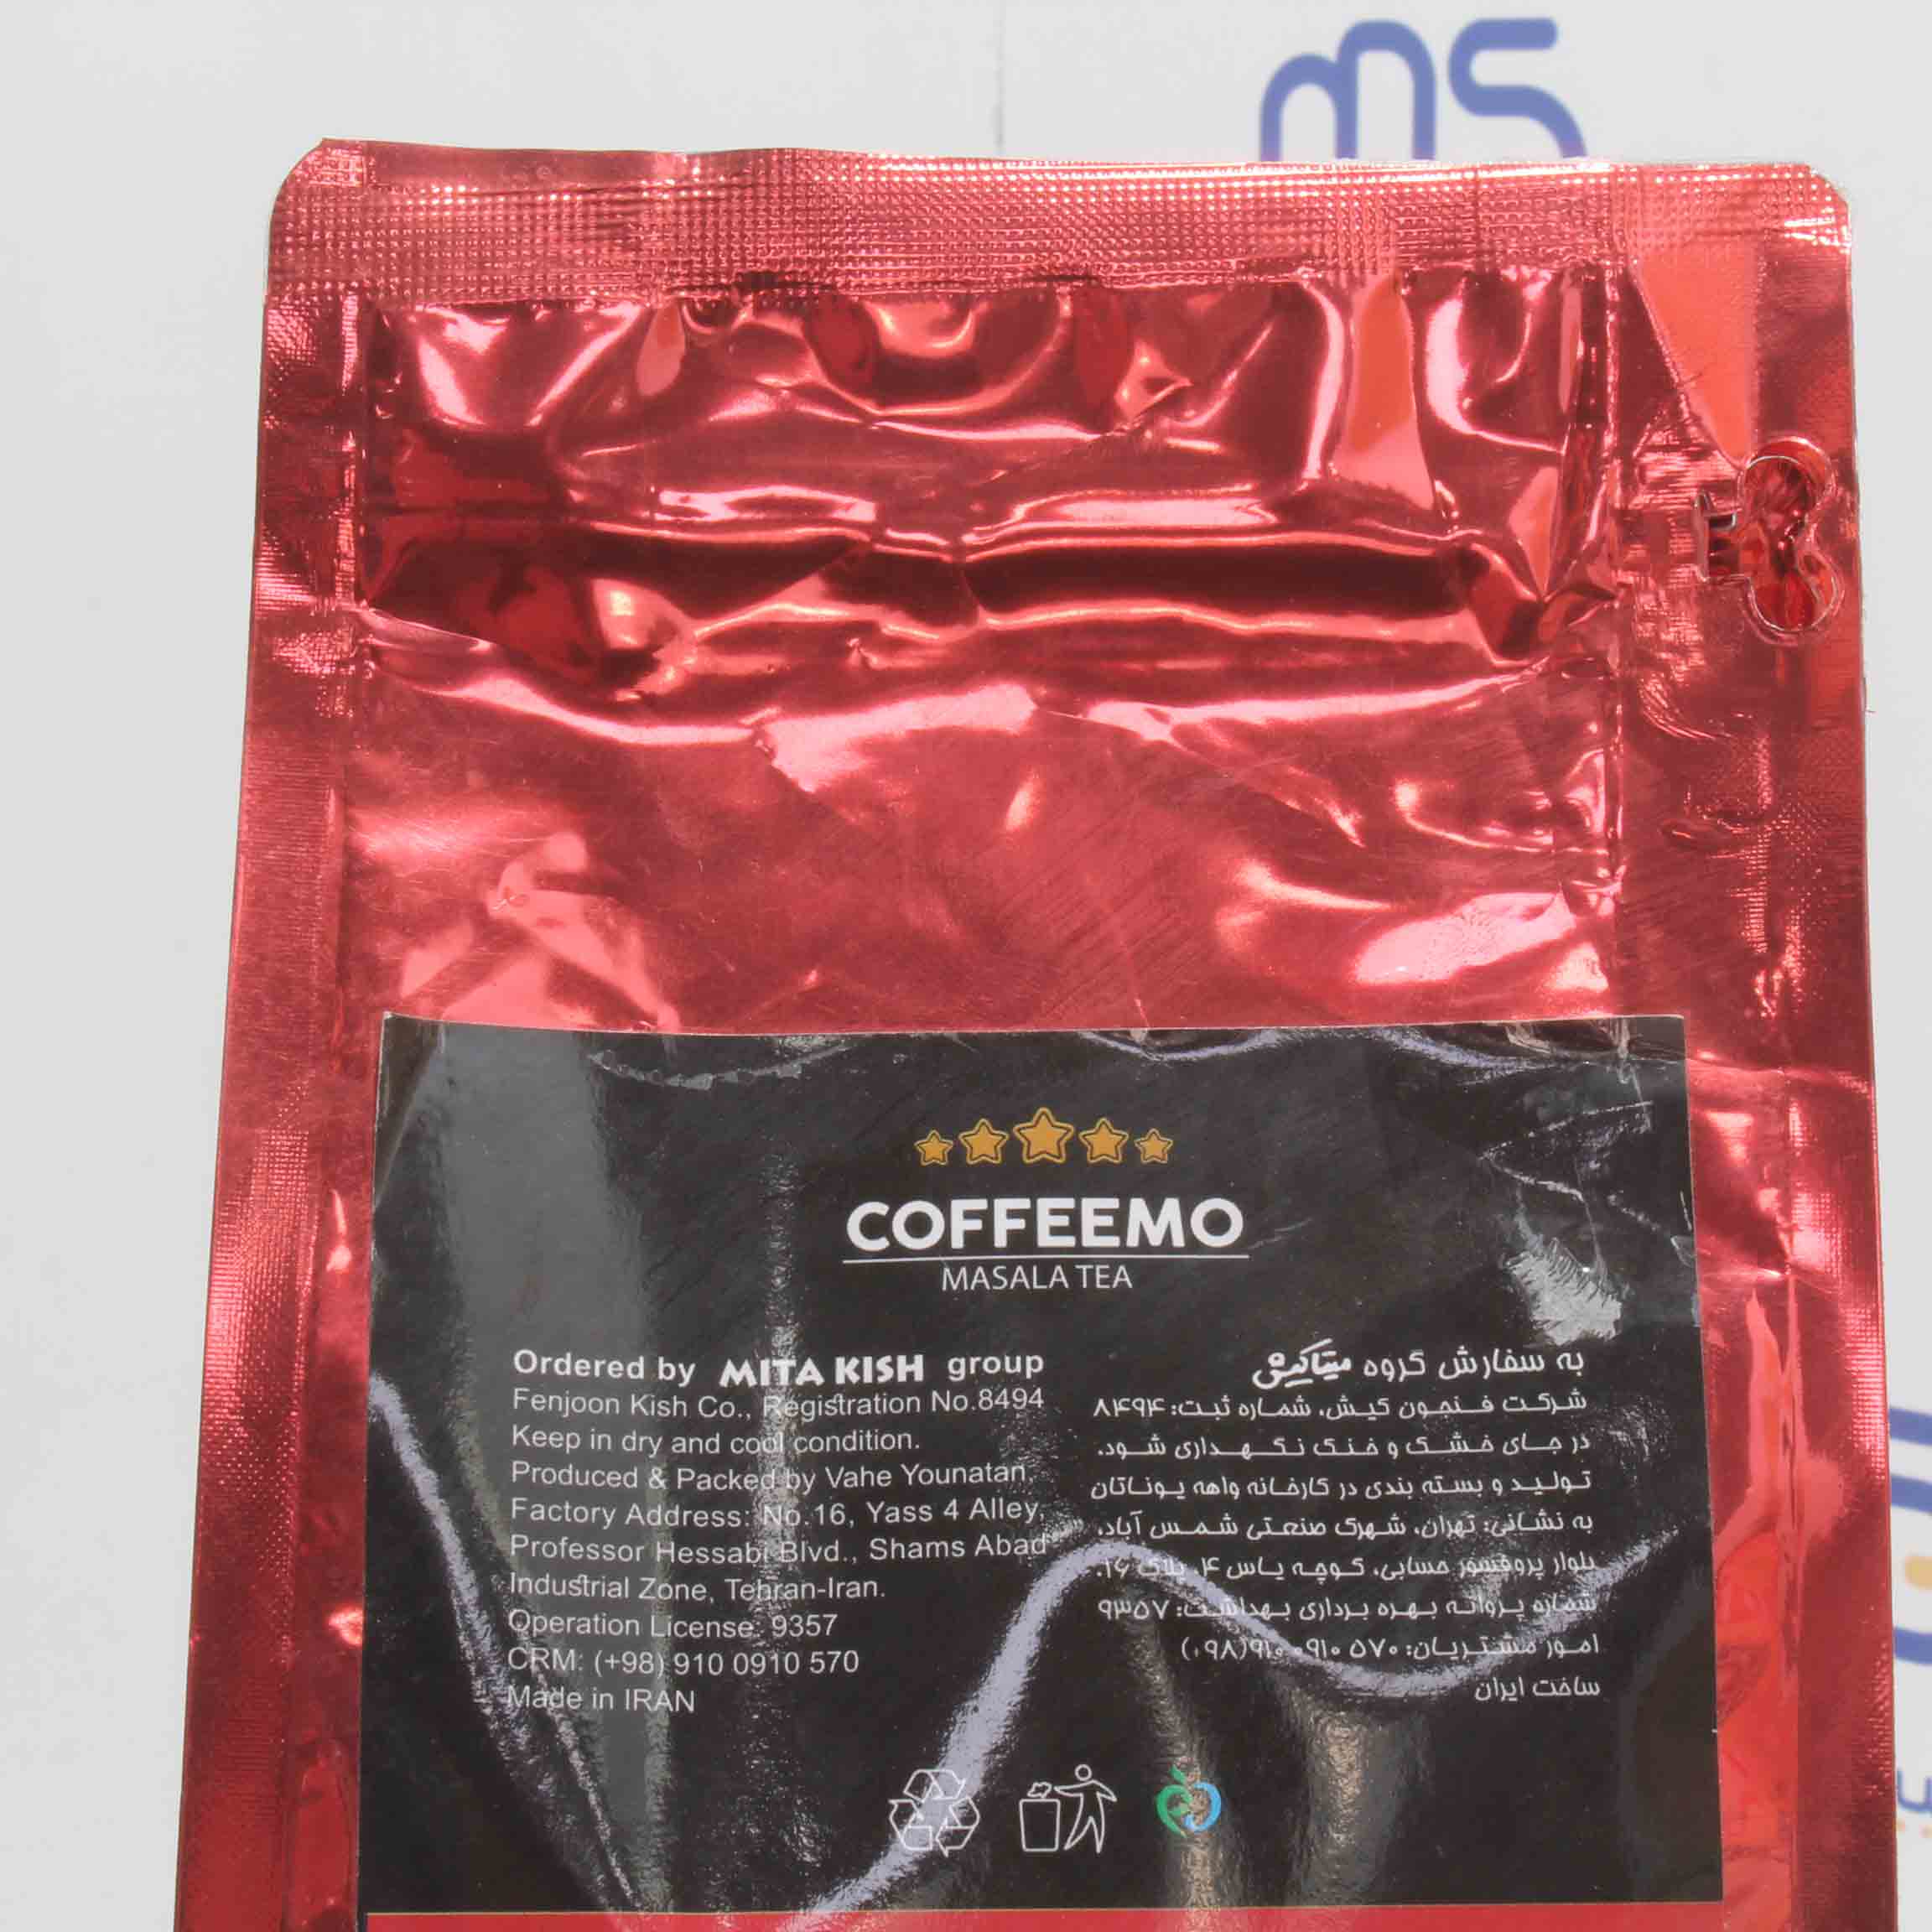 COFFEEMO
MASALA TEA
Ordered by MITA KISH group
Fenjoon Kish Co., Registration No.8494
Keep in dry and cool condition.
Produced & Packed by Vahe Younatan,
Factory Address: No.16, Yass 4 Alley,
Professor Hessabi Blvd., Shams Abad
Industrial Zone, Tehran-Iran.
Operation License: 9357
CRM: (+98) 910 0910 570
Made in IRAN
به سفارش گروه میتاکیش
شرکت فنجون کیش، شماره ثبت: ۸۴۹۴
در جای خشک و خنک نگهداری شود.
تولید و بسته بندی در کارخانه واهه یوناتان
به نشانی: تهران، شهرک صنعتی شمس آباد،
بلوار پروفسور حسابی، کوچه یاس ۴، پلاک ۱۶.
شماره پروانه بهره برداری بهداشت: ۹۳۵۷
امور مشتریان: ۵۷۰ ۰۹۱۰ ۹۱۰(۹۸+)
ساخت ایران